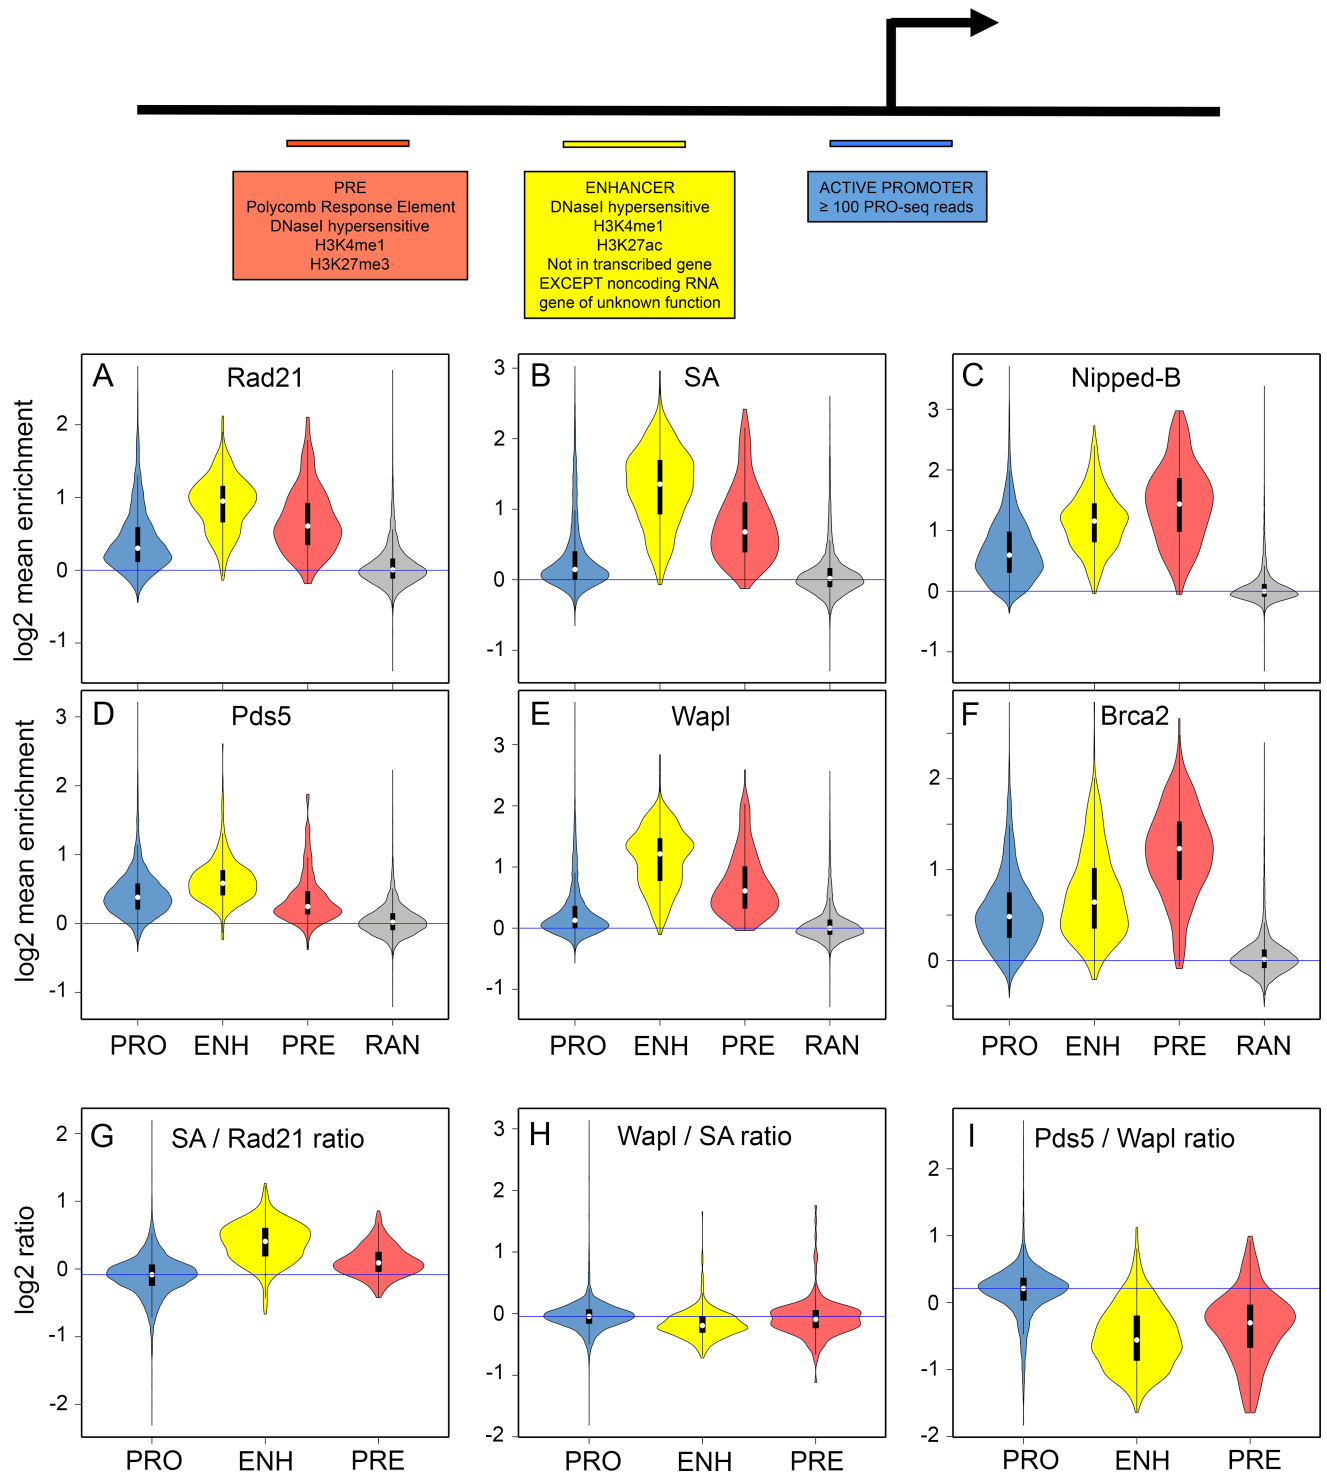 PRE
Polycomb Response Element
DNaseI hypersensitive
H3K4me1
H3K27me3
ENHANCER
DNaseI hypersensitive
H3K4me1
H3K27ac
Not in transcribed gene
EXCEPT noncoding RNA
gene of unknown function
ACTIVE PROMOTER
≥ 100 PRO-seq reads
A
Rad21
log2 mean enrichment
2
1
0
-1
B
SA
3
2
1
0
-1
C
Nipped-B
3
2
1
0
-1
D
Pds5
log2 mean enrichment
3
2
1
0
-1
PRO ENH PRE RAN
E
Wapl
3
2
1
0
-1
PRO ENH PRE RAN
F
Brca2
2
1
0
PRO ENH PRE RAN
G
SA / Rad21 ratio
log2 ratio
2
1
0
-1
-2
PRO ENH PRE
H
Wapl / SA ratio
3
2
1
0
-1
-2
PRO ENH PRE
I
Pds5 / Wapl ratio
2
1
0
-1
-2
PRO ENH PRE